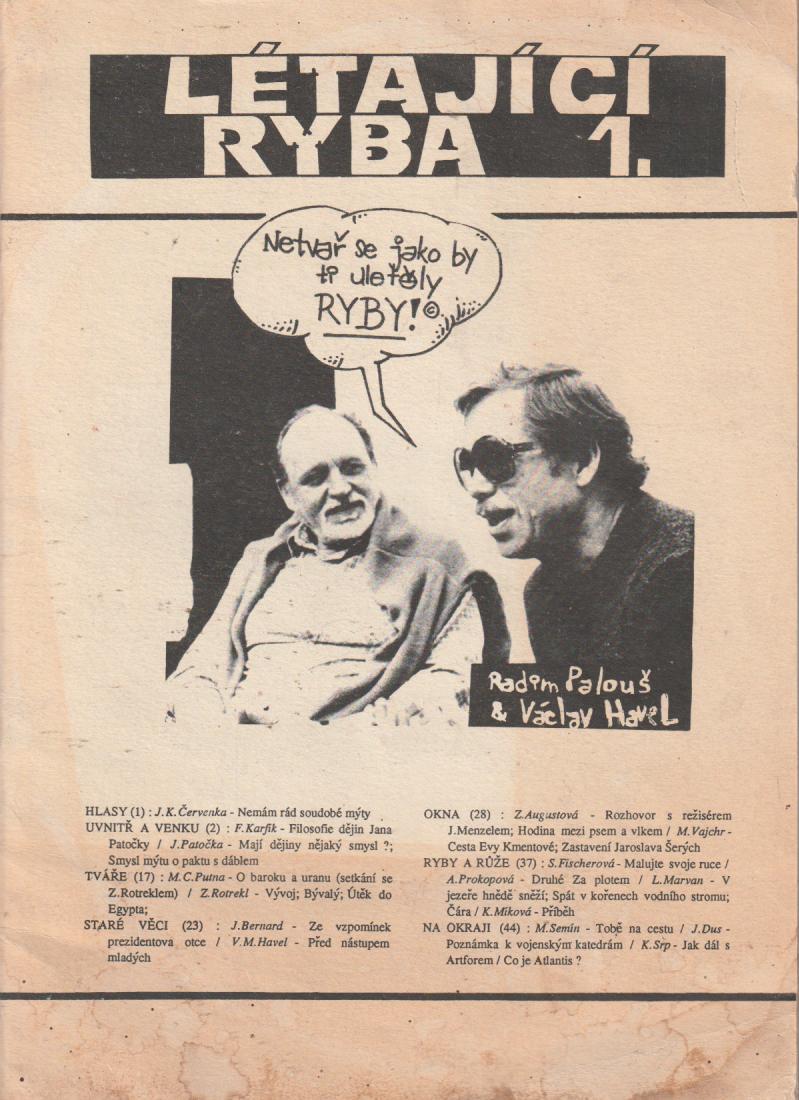 LÉTAJÍCÍ
RYBA 1.
Netvař se jako by
ti uletěly
RYBY! ©
Radim Palouš
& Václav Havel
HLASY (1) : J.K.Červenka - Nemám rád soudobé mýty
UVNITŘ A VENKU (2) : F.Karfík - Filosofie dějin Jana
Patočky / J.Patočka - Mají dějiny nějaký smysl ?;
Smysl mýtu o paktu s dáblem
TVÁŘE (17) : M.C.Putna - O baroku a uranu (setkání se
Z.Rotreklem) / Z.Rotrekl - Vývoj; Bývalý; Útěk do
Egypta;
STARÉ VĚCI (23) : J.Bernard - Ze vzpomínek
prezidentova otce / V.M.Havel - Před nástupem
mladých
OKNA (28) : Z.Augustová - Rozhovor s režisérem
J.Menzelem; Hodina mezi psem a vlkem / M.Vajchr -
Cesta Evy Kmentové; Zastavení Jaroslava Šerých
RYBY A RŮŽE (37) : S.Fischerová - Malujte svoje ruce /
A.Prokopová - Druhé Za plotem / L.Marvan - V
jezeře hnědě sněží; Spát v kořenech vodního stromu;
Čára / K.Miková - Příběh
NA OKRAJI (44) : M.Semín - Tobě na cestu / J.Dus -
Poznámka k vojenským katedrám / K.Srp - Jak dál s
Artforem / Co je Atlantis ?